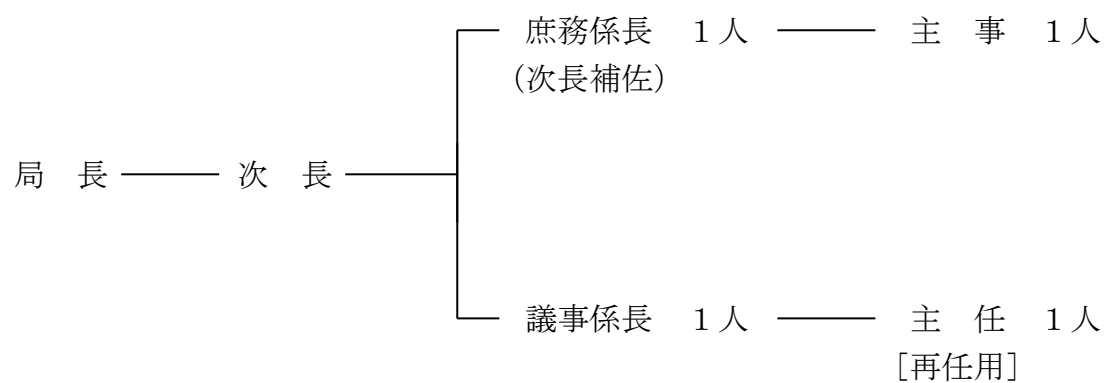 庶務係長 １人 主 事 １人
(次長補佐)
局 長 次 長
議事係長 １人 主 任 １人
[再任用]